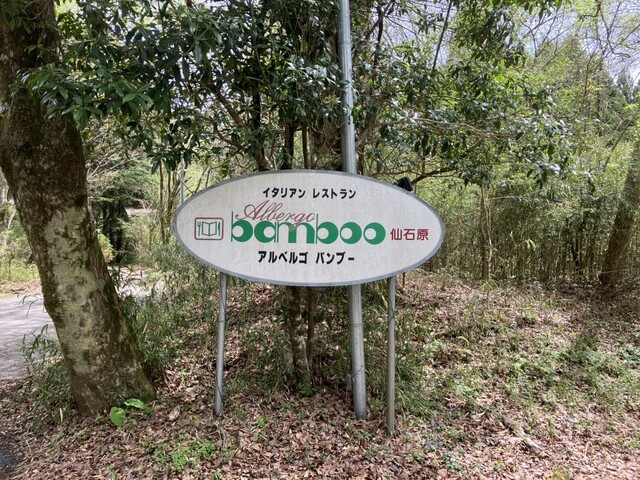 イタリアン レストラン
Albergo
bamboo 仙石原
アルベルゴ バンブー